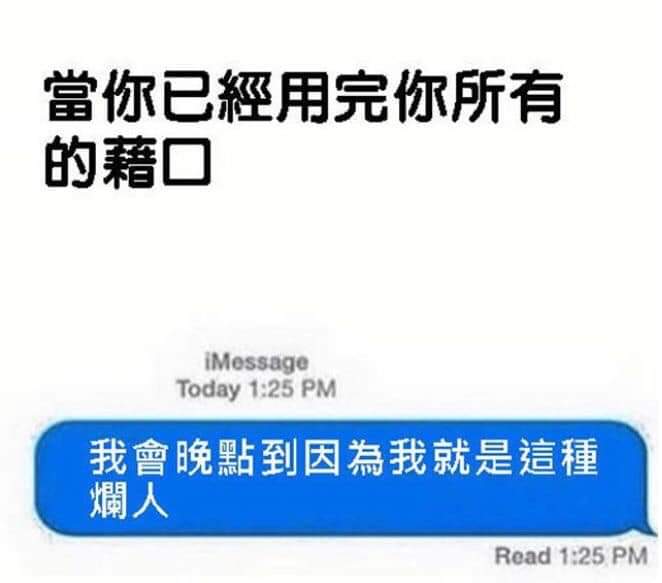 當你已經用完你所有
的藉口
iMessage
Today 1:25 PM
我會晚點到因為我就是這種
爛人
Read 1:25 PM